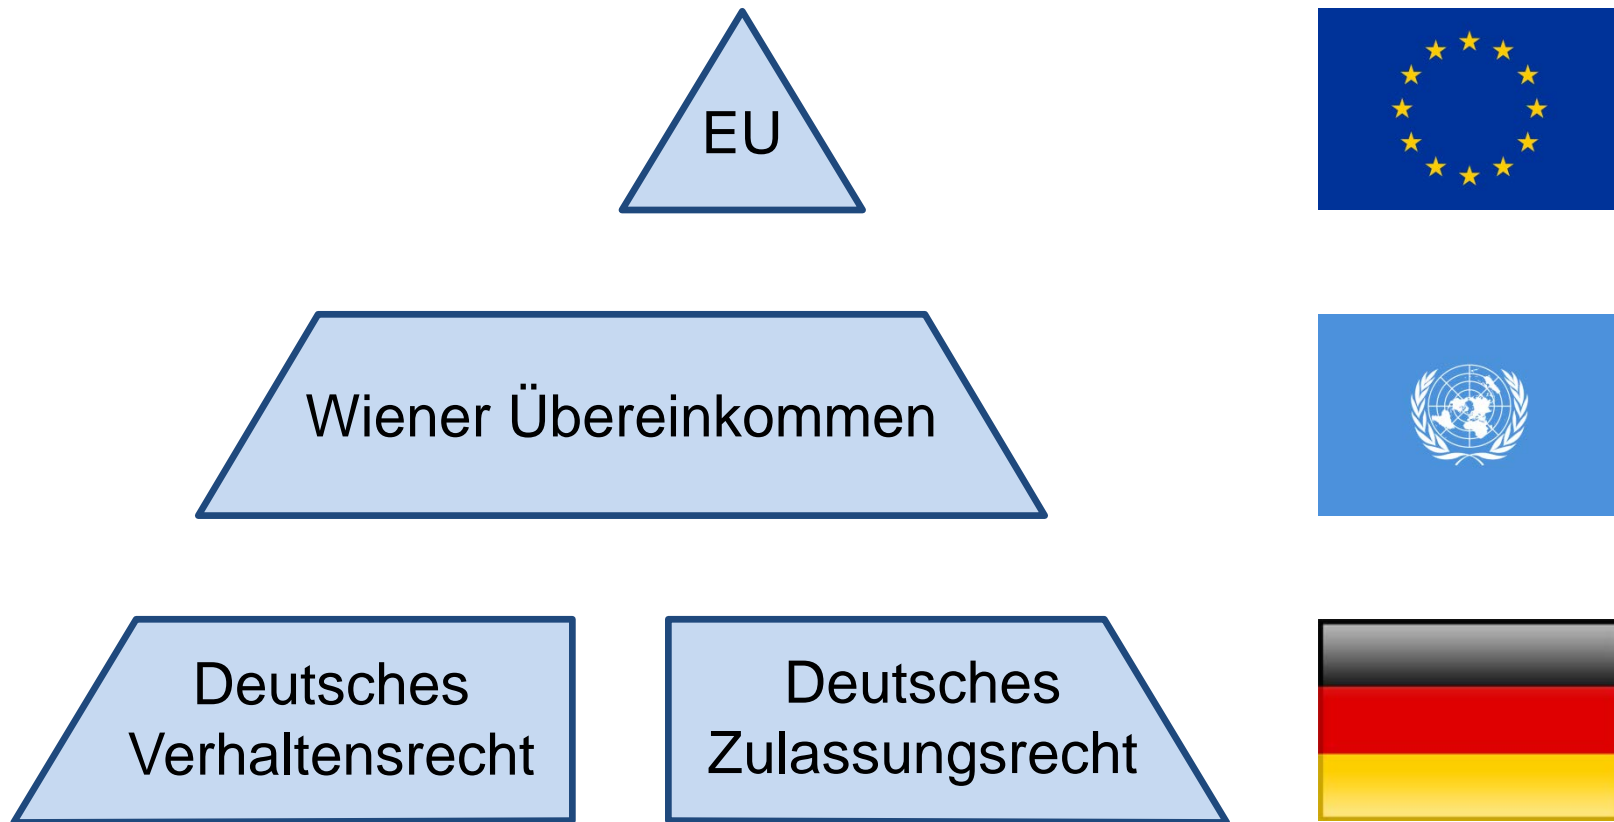 EU
Wiener Übereinkommen
Deutsches
Verhaltensrecht
Deutsches
Zulassungsrecht